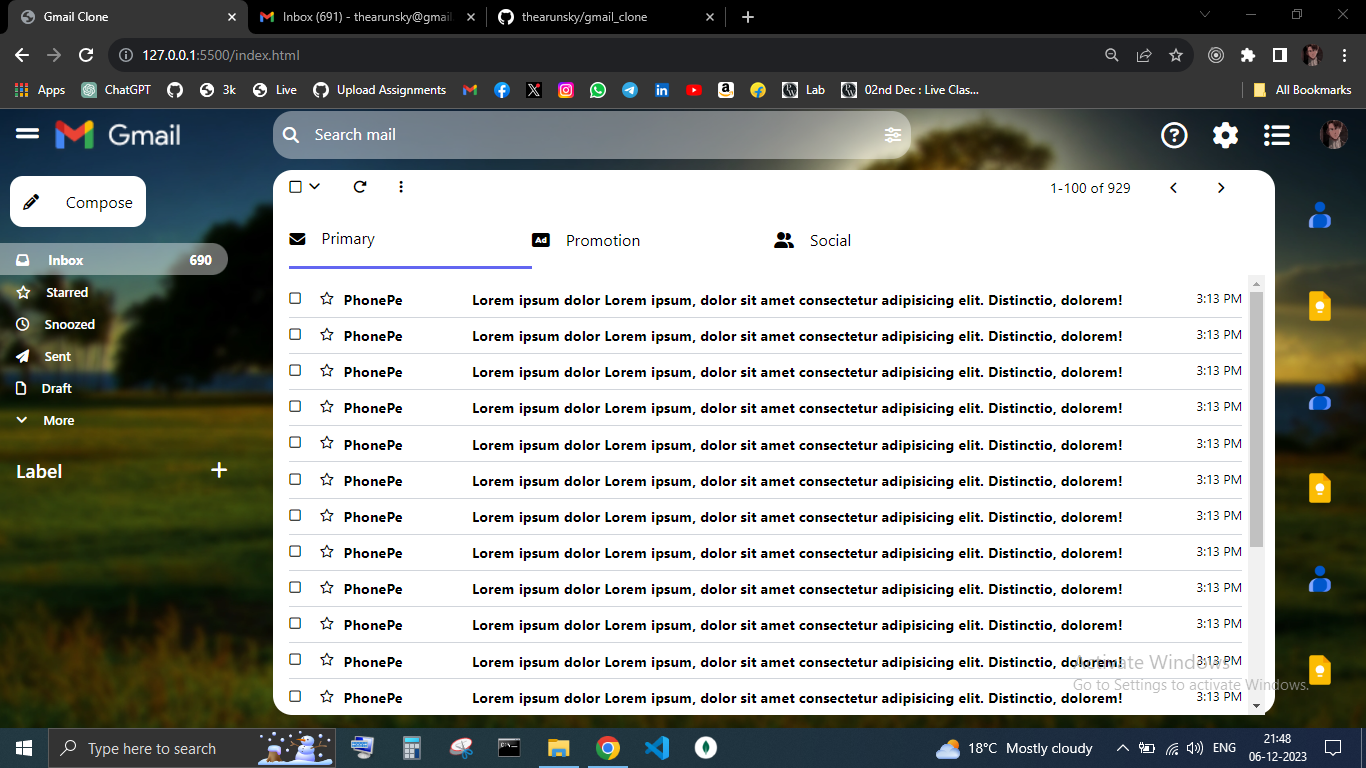 Gmail Clone
Inbox (691) - thearunsky@gmail
thearunsky/gmail_clone
127.0.0.1:5500/index.html
Apps
ChatGPT
3k
Live
Upload Assignments
Lab
02nd Dec : Live Clas...
All Bookmarks
Gmail
Search mail
Compose
1-100 of 929
Inbox 690
Starred
Snoozed
Sent
Draft
More
Label
Primary
Ad Promotion
Social
PhonePe Lorem ipsum dolor Lorem ipsum, dolor sit amet consectetur adipisicing elit. Distinctio, dolorem! 3:13 PM
PhonePe Lorem ipsum dolor Lorem ipsum, dolor sit amet consectetur adipisicing elit. Distinctio, dolorem! 3:13 PM
PhonePe Lorem ipsum dolor Lorem ipsum, dolor sit amet consectetur adipisicing elit. Distinctio, dolorem! 3:13 PM
PhonePe Lorem ipsum dolor Lorem ipsum, dolor sit amet consectetur adipisicing elit. Distinctio, dolorem! 3:13 PM
PhonePe Lorem ipsum dolor Lorem ipsum, dolor sit amet consectetur adipisicing elit. Distinctio, dolorem! 3:13 PM
PhonePe Lorem ipsum dolor Lorem ipsum, dolor sit amet consectetur adipisicing elit. Distinctio, dolorem! 3:13 PM
PhonePe Lorem ipsum dolor Lorem ipsum, dolor sit amet consectetur adipisicing elit. Distinctio, dolorem! 3:13 PM
PhonePe Lorem ipsum dolor Lorem ipsum, dolor sit amet consectetur adipisicing elit. Distinctio, dolorem! 3:13 PM
PhonePe Lorem ipsum dolor Lorem ipsum, dolor sit amet consectetur adipisicing elit. Distinctio, dolorem! 3:13 PM
PhonePe Lorem ipsum dolor Lorem ipsum, dolor sit amet consectetur adipisicing elit. Distinctio, dolorem! 3:13 PM
PhonePe Lorem ipsum dolor Lorem ipsum, dolor sit amet consectetur adipisicing elit. Distinctio, dolorem! 3:13 PM
PhonePe Lorem ipsum dolor Lorem ipsum, dolor sit amet consectetur adipisicing elit. Distinctio, dolorem! 3:13 PM
Activate Windows
Go to Settings to activate Windows.
Type here to search
18°C Mostly cloudy
ENG
21:48
06-12-2023